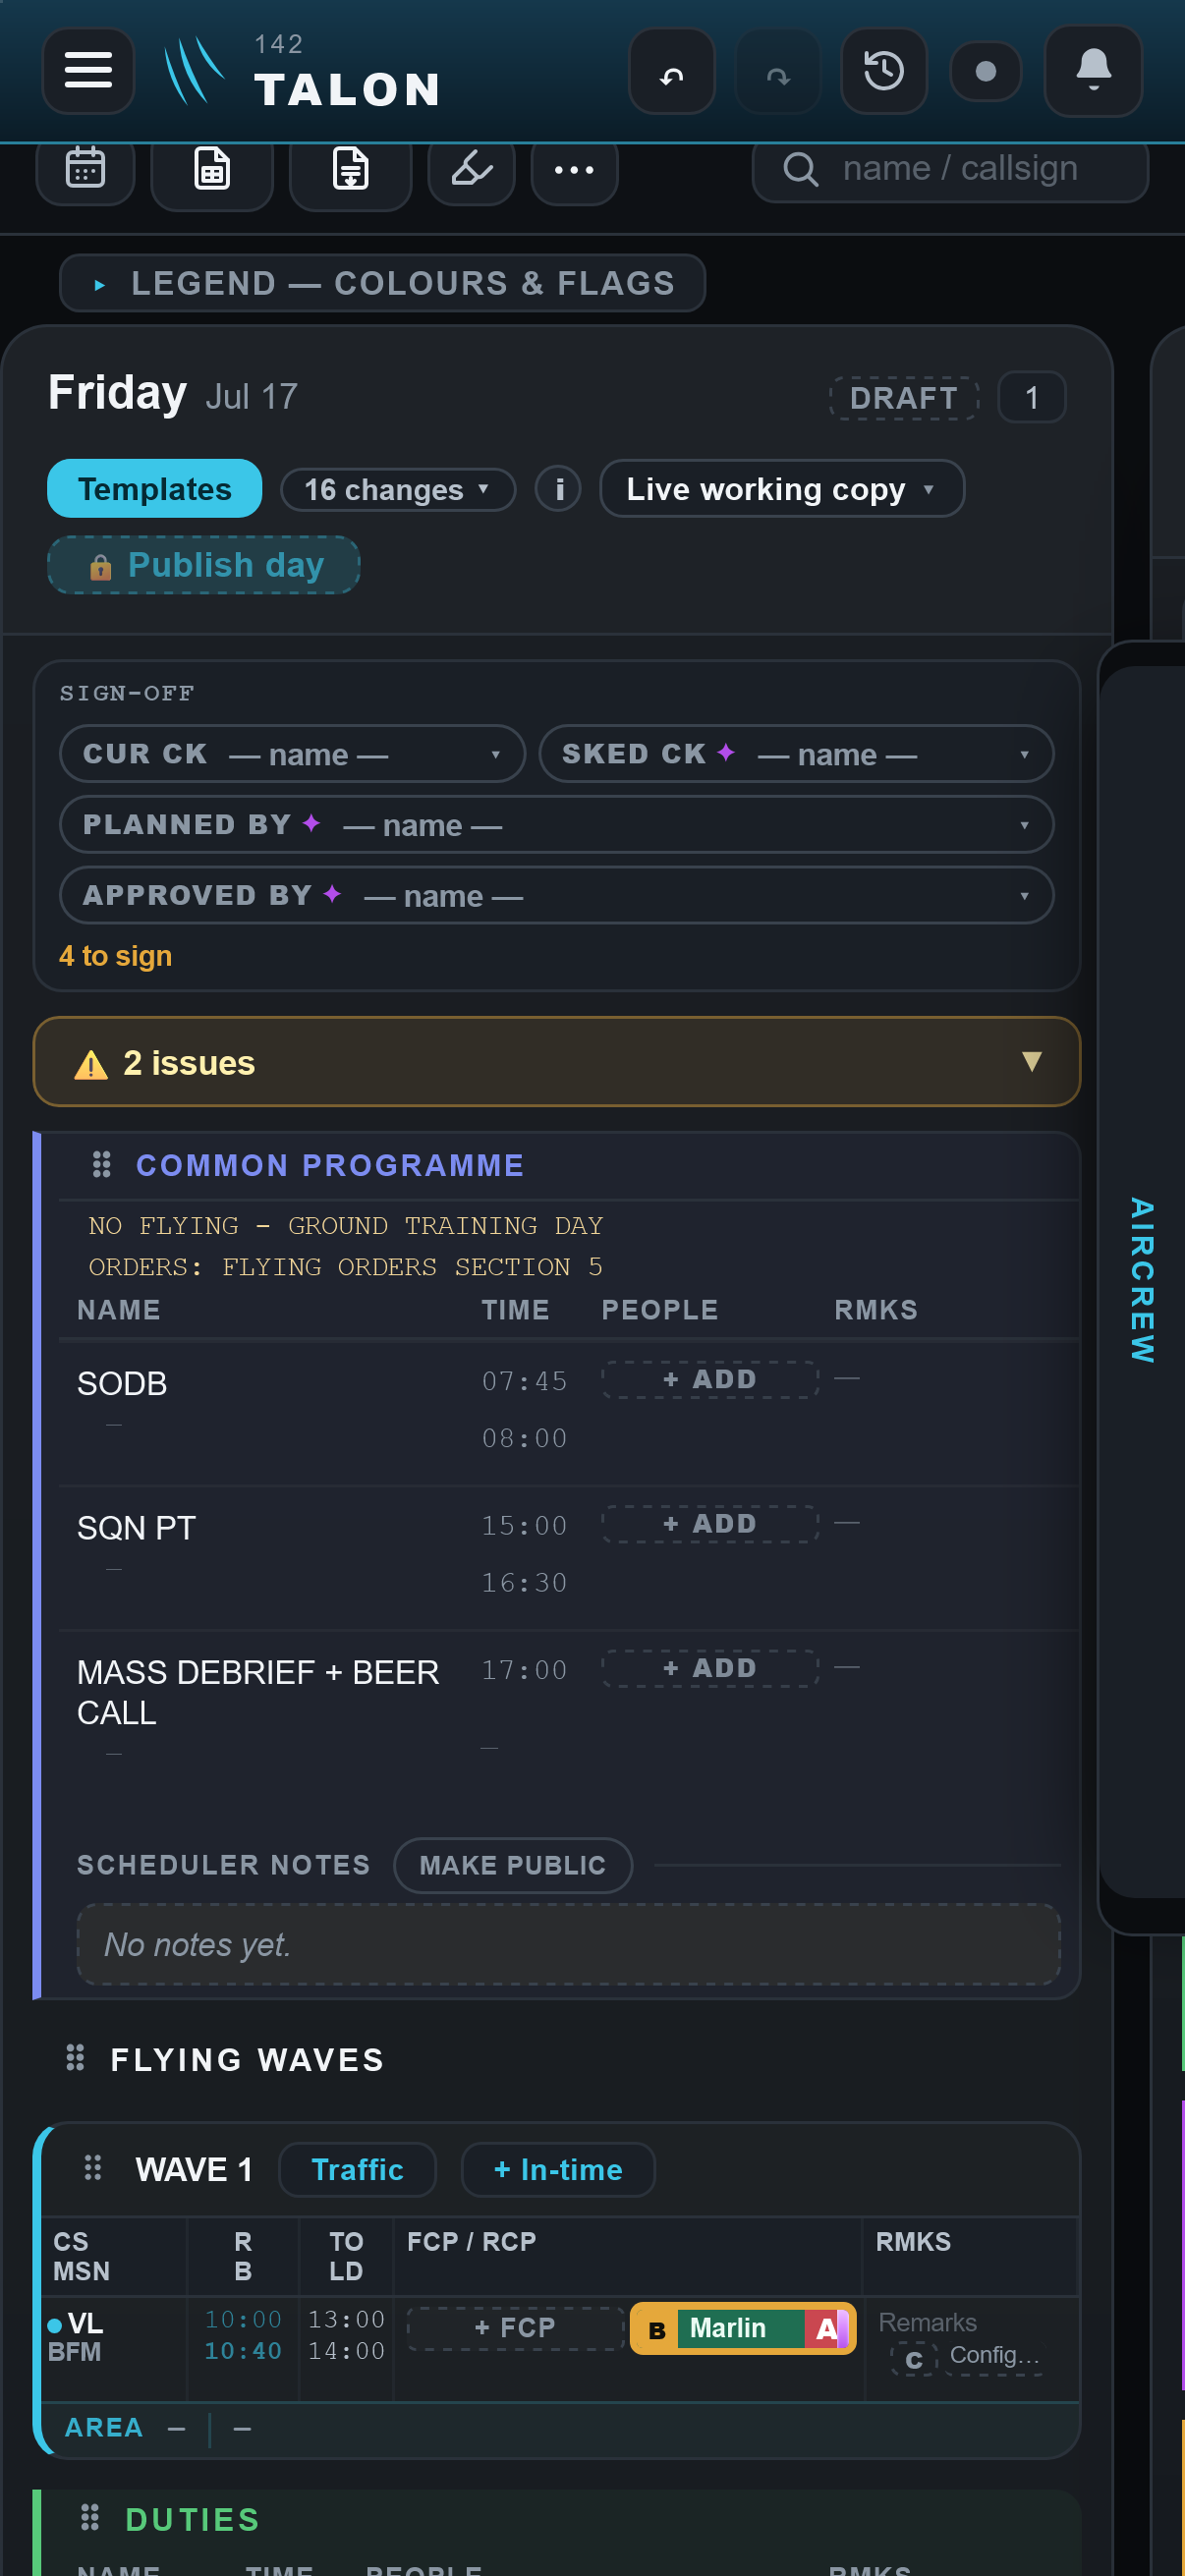 142
TALON
name / callsign
LEGEND — COLOURS & FLAGS
Friday Jul 17 DRAFT 1
Templates 16 changes i Live working copy
Publish day
SIGN-OFF
CUR CK — name — SKED CK — name —
PLANNED BY — name —
APPROVED BY — name —
4 to sign
2 issues
COMMON PROGRAMME
NO FLYING - GROUND TRAINING DAY
ORDERS: FLYING ORDERS SECTION 5
NAME TIME PEOPLE RMKS
SODB 07:45 + ADD —
— 08:00
SQN PT 15:00 + ADD —
— 16:30
MASS DEBRIEF + BEER 17:00 + ADD —
CALL
— —
SCHEDULER NOTES MAKE PUBLIC
No notes yet.
FLYING WAVES
WAVE 1 Traffic + In-time
CS R TO FCP / RCP RMKS
MSN B LD
VL 10:00 13:00 + FCP B Marlin A Remarks
BFM 10:40 14:00 C Config...
AREA — —
DUTIES
NAME TIME PEOPLE RMKS
AIRCREW